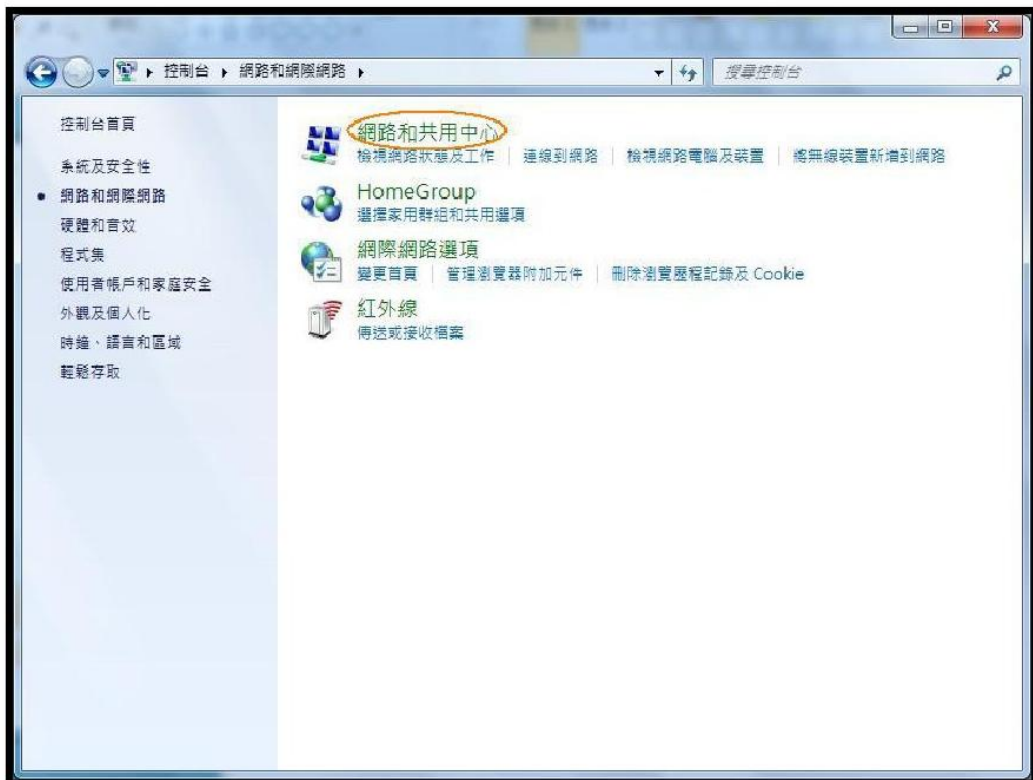 控制台 ▸ 網路和網際網路 ▸
搜尋控制台
控制台首頁
系統及安全性
網路和網際網路
硬體和音效
程式集
使用者帳戶和家庭安全
外觀及個人化
時鐘、語言和區域
輕鬆存取
網路和共用中心
檢視網路狀態及工作 | 連線到網路 | 檢視網路電腦及裝置 | 將無線裝置新增到網路
HomeGroup
選擇家用群組和共用選項
網際網路選項
變更首頁 | 管理瀏覽器附加元件 | 刪除瀏覽歷程記錄及 Cookie
紅外線
傳送或接收檔案